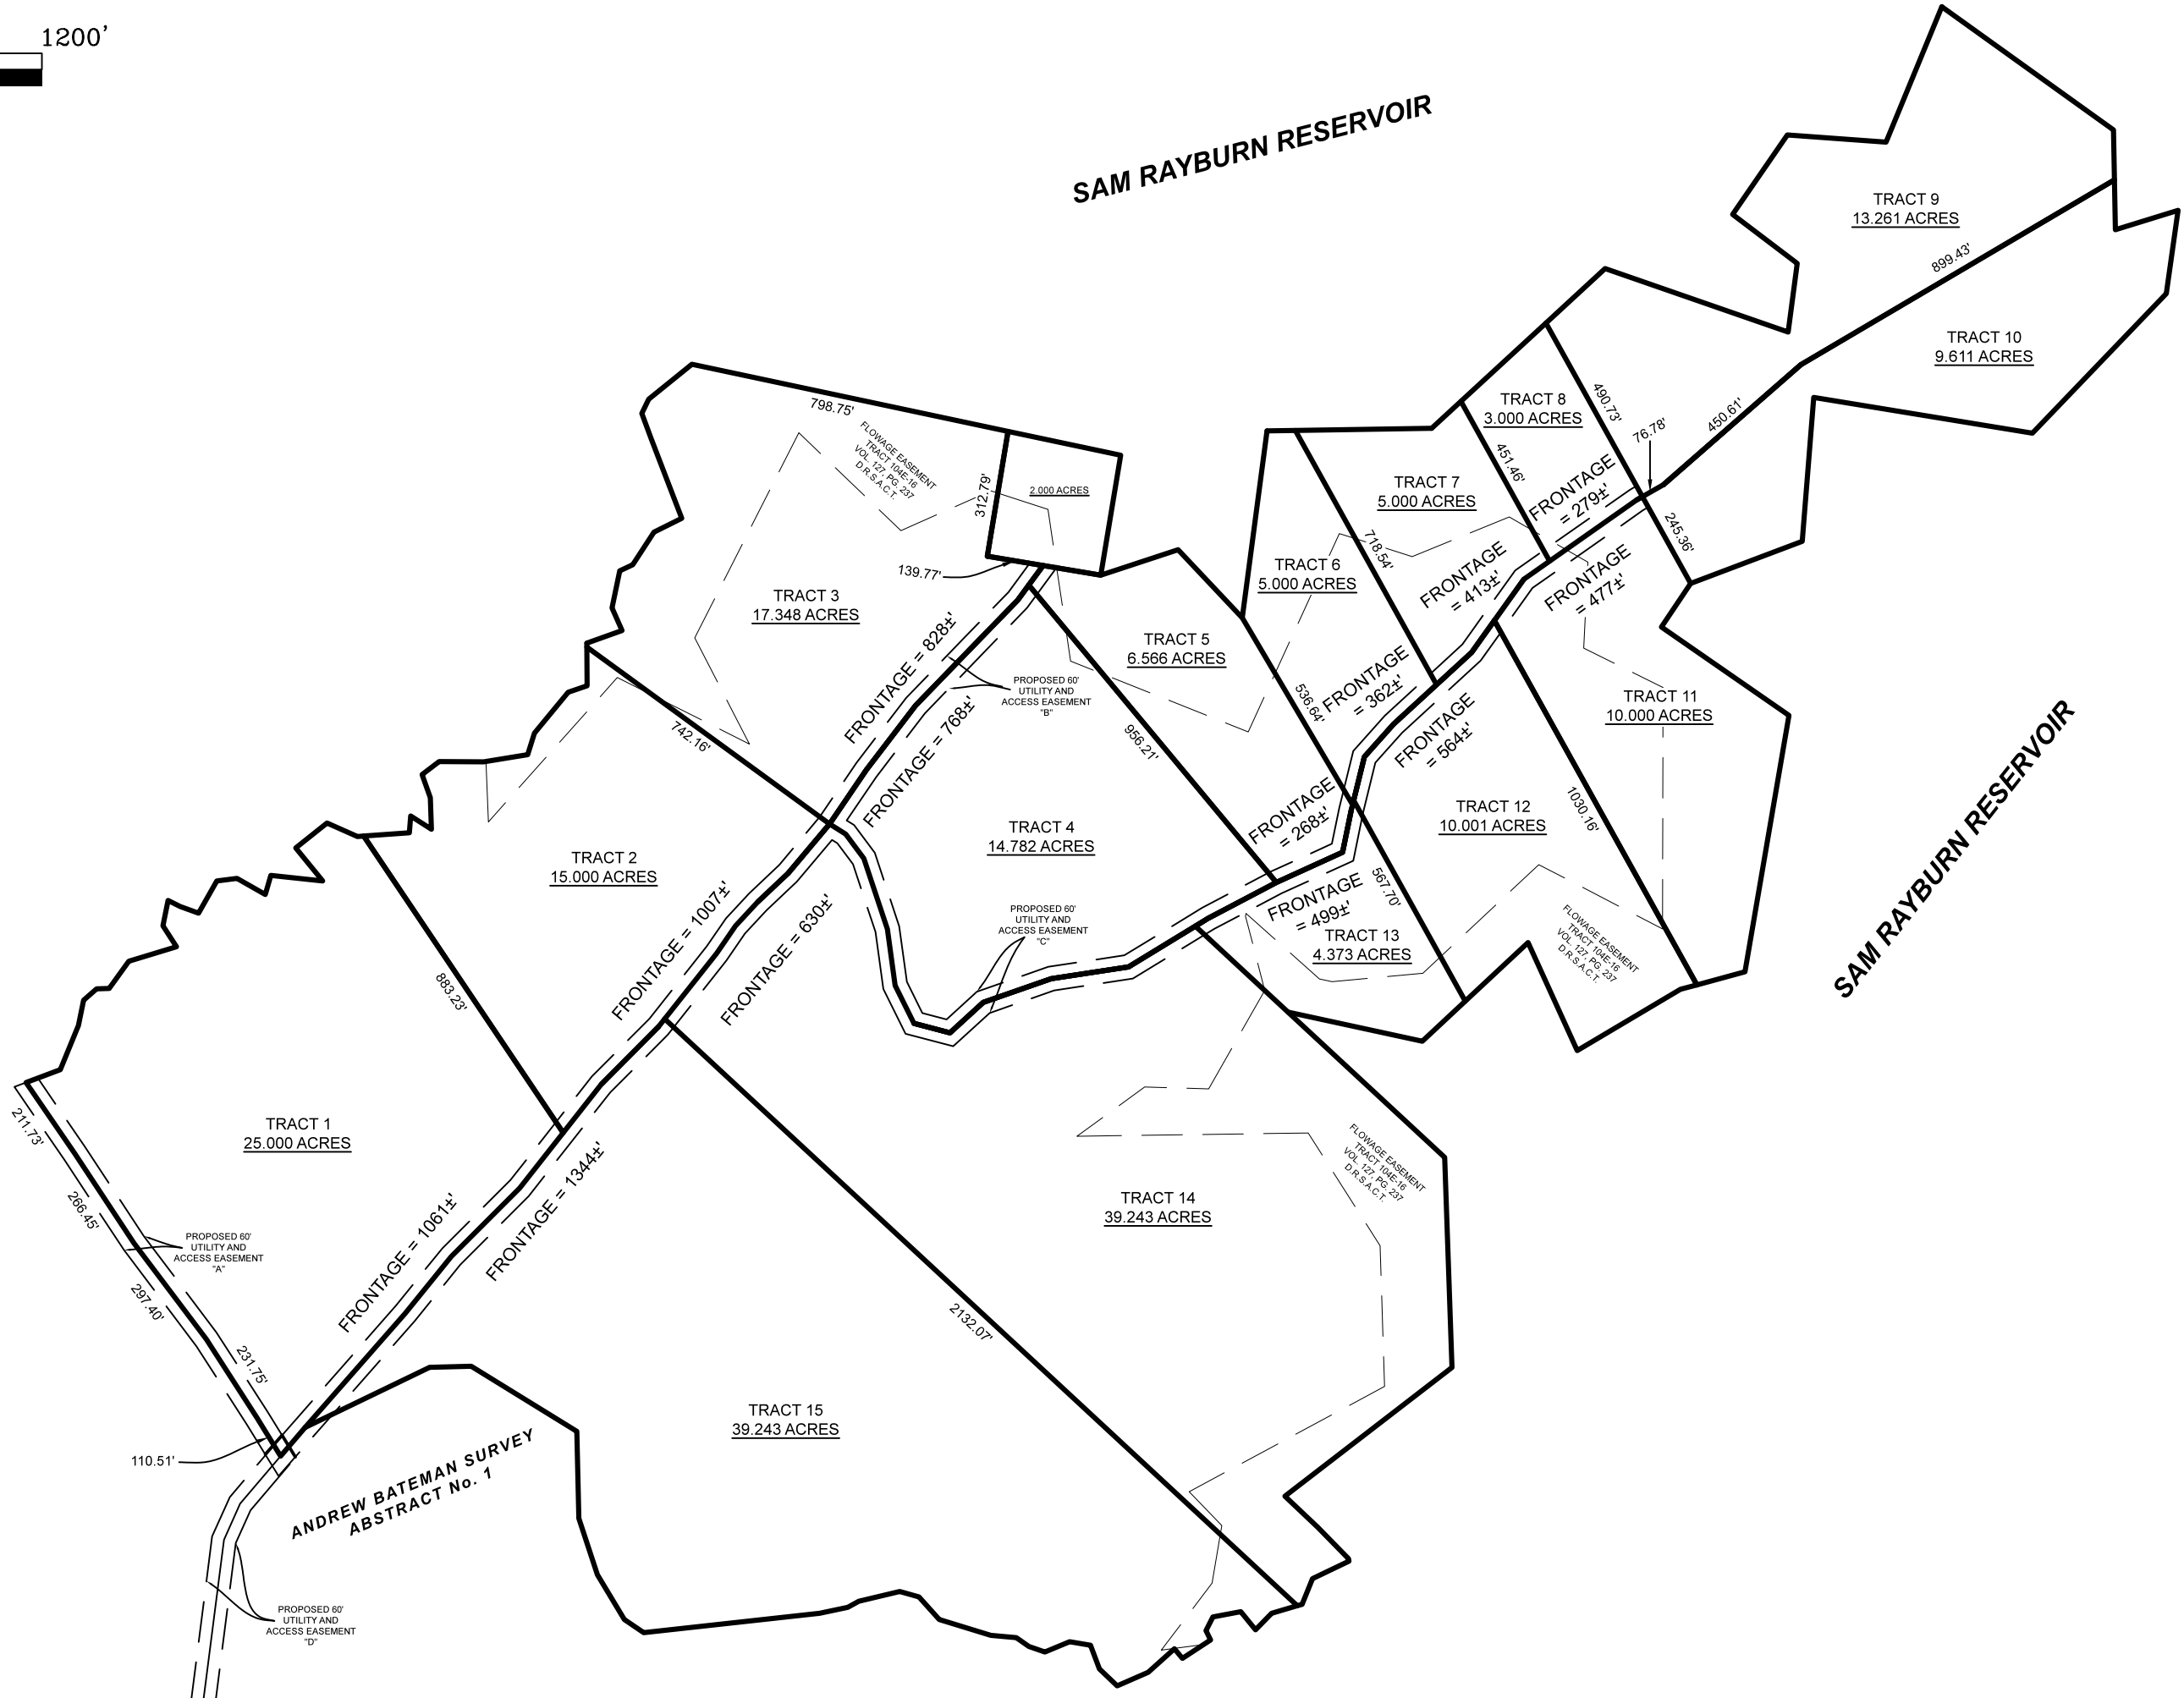 1200'
SAM RAYBURN RESERVOIR
TRACT 9
13.261 ACRES
899.43'
TRACT 10
9.611 ACRES
490.73'
TRACT 8
3.000 ACRES
76.78'
450.61'
798.75'
FLOWAGE EASEMENT
TRACT 104E-16
VOL. 127, PG. 237
D.R.S.A.C.T.
312.79'
2.000 ACRES
451.46'
TRACT 7
5.000 ACRES
FRONTAGE
= 279±'
245.36'
718.54'
139.77'
TRACT 6
5.000 ACRES
FRONTAGE
= 413±'
FRONTAGE
= 477±'
TRACT 3
17.348 ACRES
FRONTAGE = 828±'
TRACT 5
6.566 ACRES
PROPOSED 60'
UTILITY AND
ACCESS EASEMENT
"B"
536.64'
FRONTAGE
= 362±'
TRACT 11
10.000 ACRES
SAM RAYBURN RESERVOIR
742.16'
FRONTAGE = 768±'
956.21'
FRONTAGE
= 564±'
FRONTAGE
= 268±'
TRACT 12
10.001 ACRES
1030.16'
TRACT 4
14.782 ACRES
TRACT 2
15.000 ACRES
FRONTAGE = 1007±'
FRONTAGE = 630±'
PROPOSED 60'
UTILITY AND
ACCESS EASEMENT
"C"
567.70'
FRONTAGE
= 499±'
TRACT 13
4.373 ACRES
FLOWAGE EASEMENT
TRACT 104E-16
VOL. 127, PG. 237
D.R.S.A.C.T.
883.23'
211.73'
TRACT 1
25.000 ACRES
266.45'
FRONTAGE = 1061±'
FRONTAGE = 1344±'
FLOWAGE EASEMENT
TRACT 104E-16
VOL. 127, PG. 237
D.R.S.A.C.T.
TRACT 14
39.243 ACRES
PROPOSED 60'
UTILITY AND
ACCESS EASEMENT
"A"
297.40'
231.75'
2132.07'
TRACT 15
39.243 ACRES
110.51'
ANDREW BATEMAN SURVEY
ABSTRACT No. 1
PROPOSED 60'
UTILITY AND
ACCESS EASEMENT
"D"